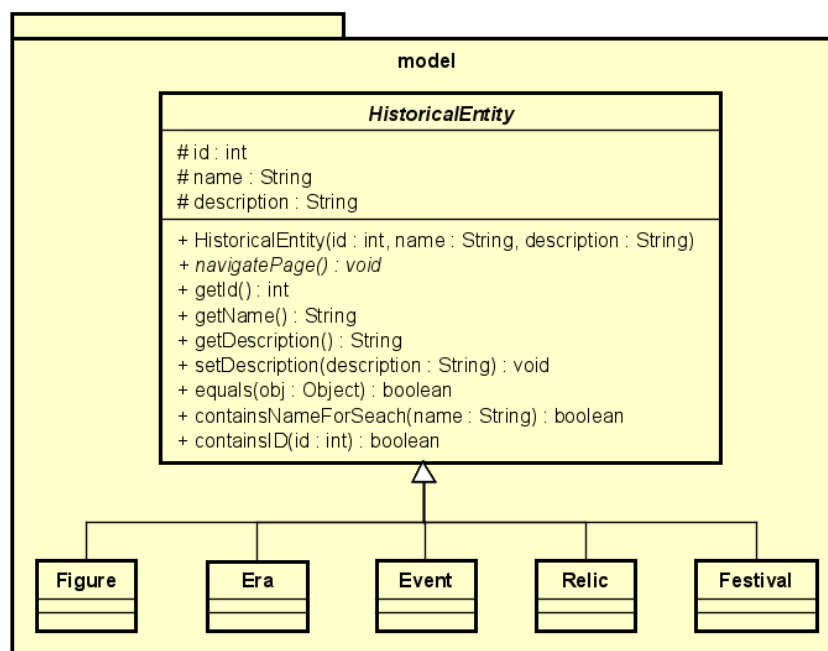 model
HistoricalEntity
# id : int
# name : String
# description : String
+ HistoricalEntity(id : int, name : String, description : String)
+ navigatePage() : void
+ getId() : int
+ getName() : String
+ getDescription() : String
+ setDescription(description : String) : void
+ equals(obj : Object) : boolean
+ containsNameForSeach(name : String) : boolean
+ containsID(id : int) : boolean
Figure Era Event Relic Festival